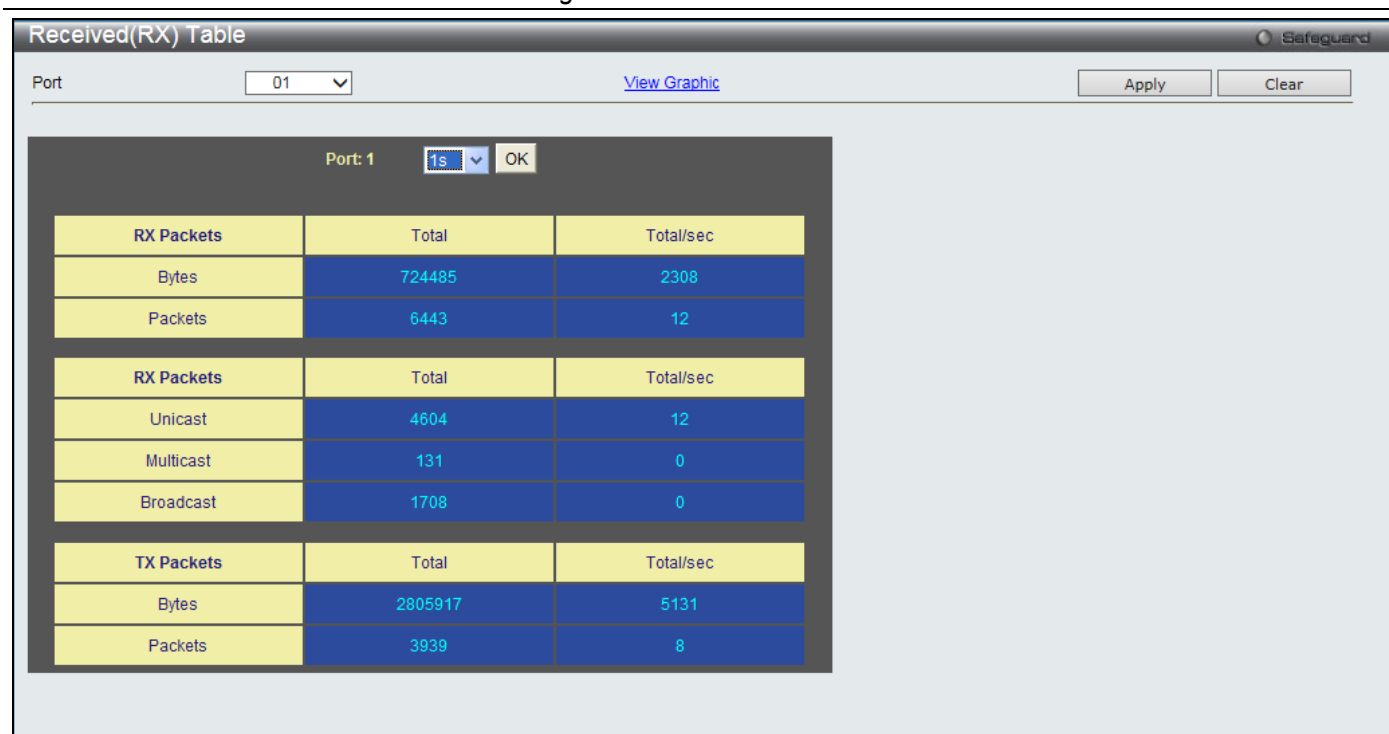 Received(RX) Table
Safeguard
Port 01 View Graphic Apply Clear
Port: 1 1s OK
RX Packets Total Total/sec
Bytes 724485 2308
Packets 6443 12
RX Packets Total Total/sec
Unicast 4604 12
Multicast 131 0
Broadcast 1708 0
TX Packets Total Total/sec
Bytes 2805917 5131
Packets 3939 8